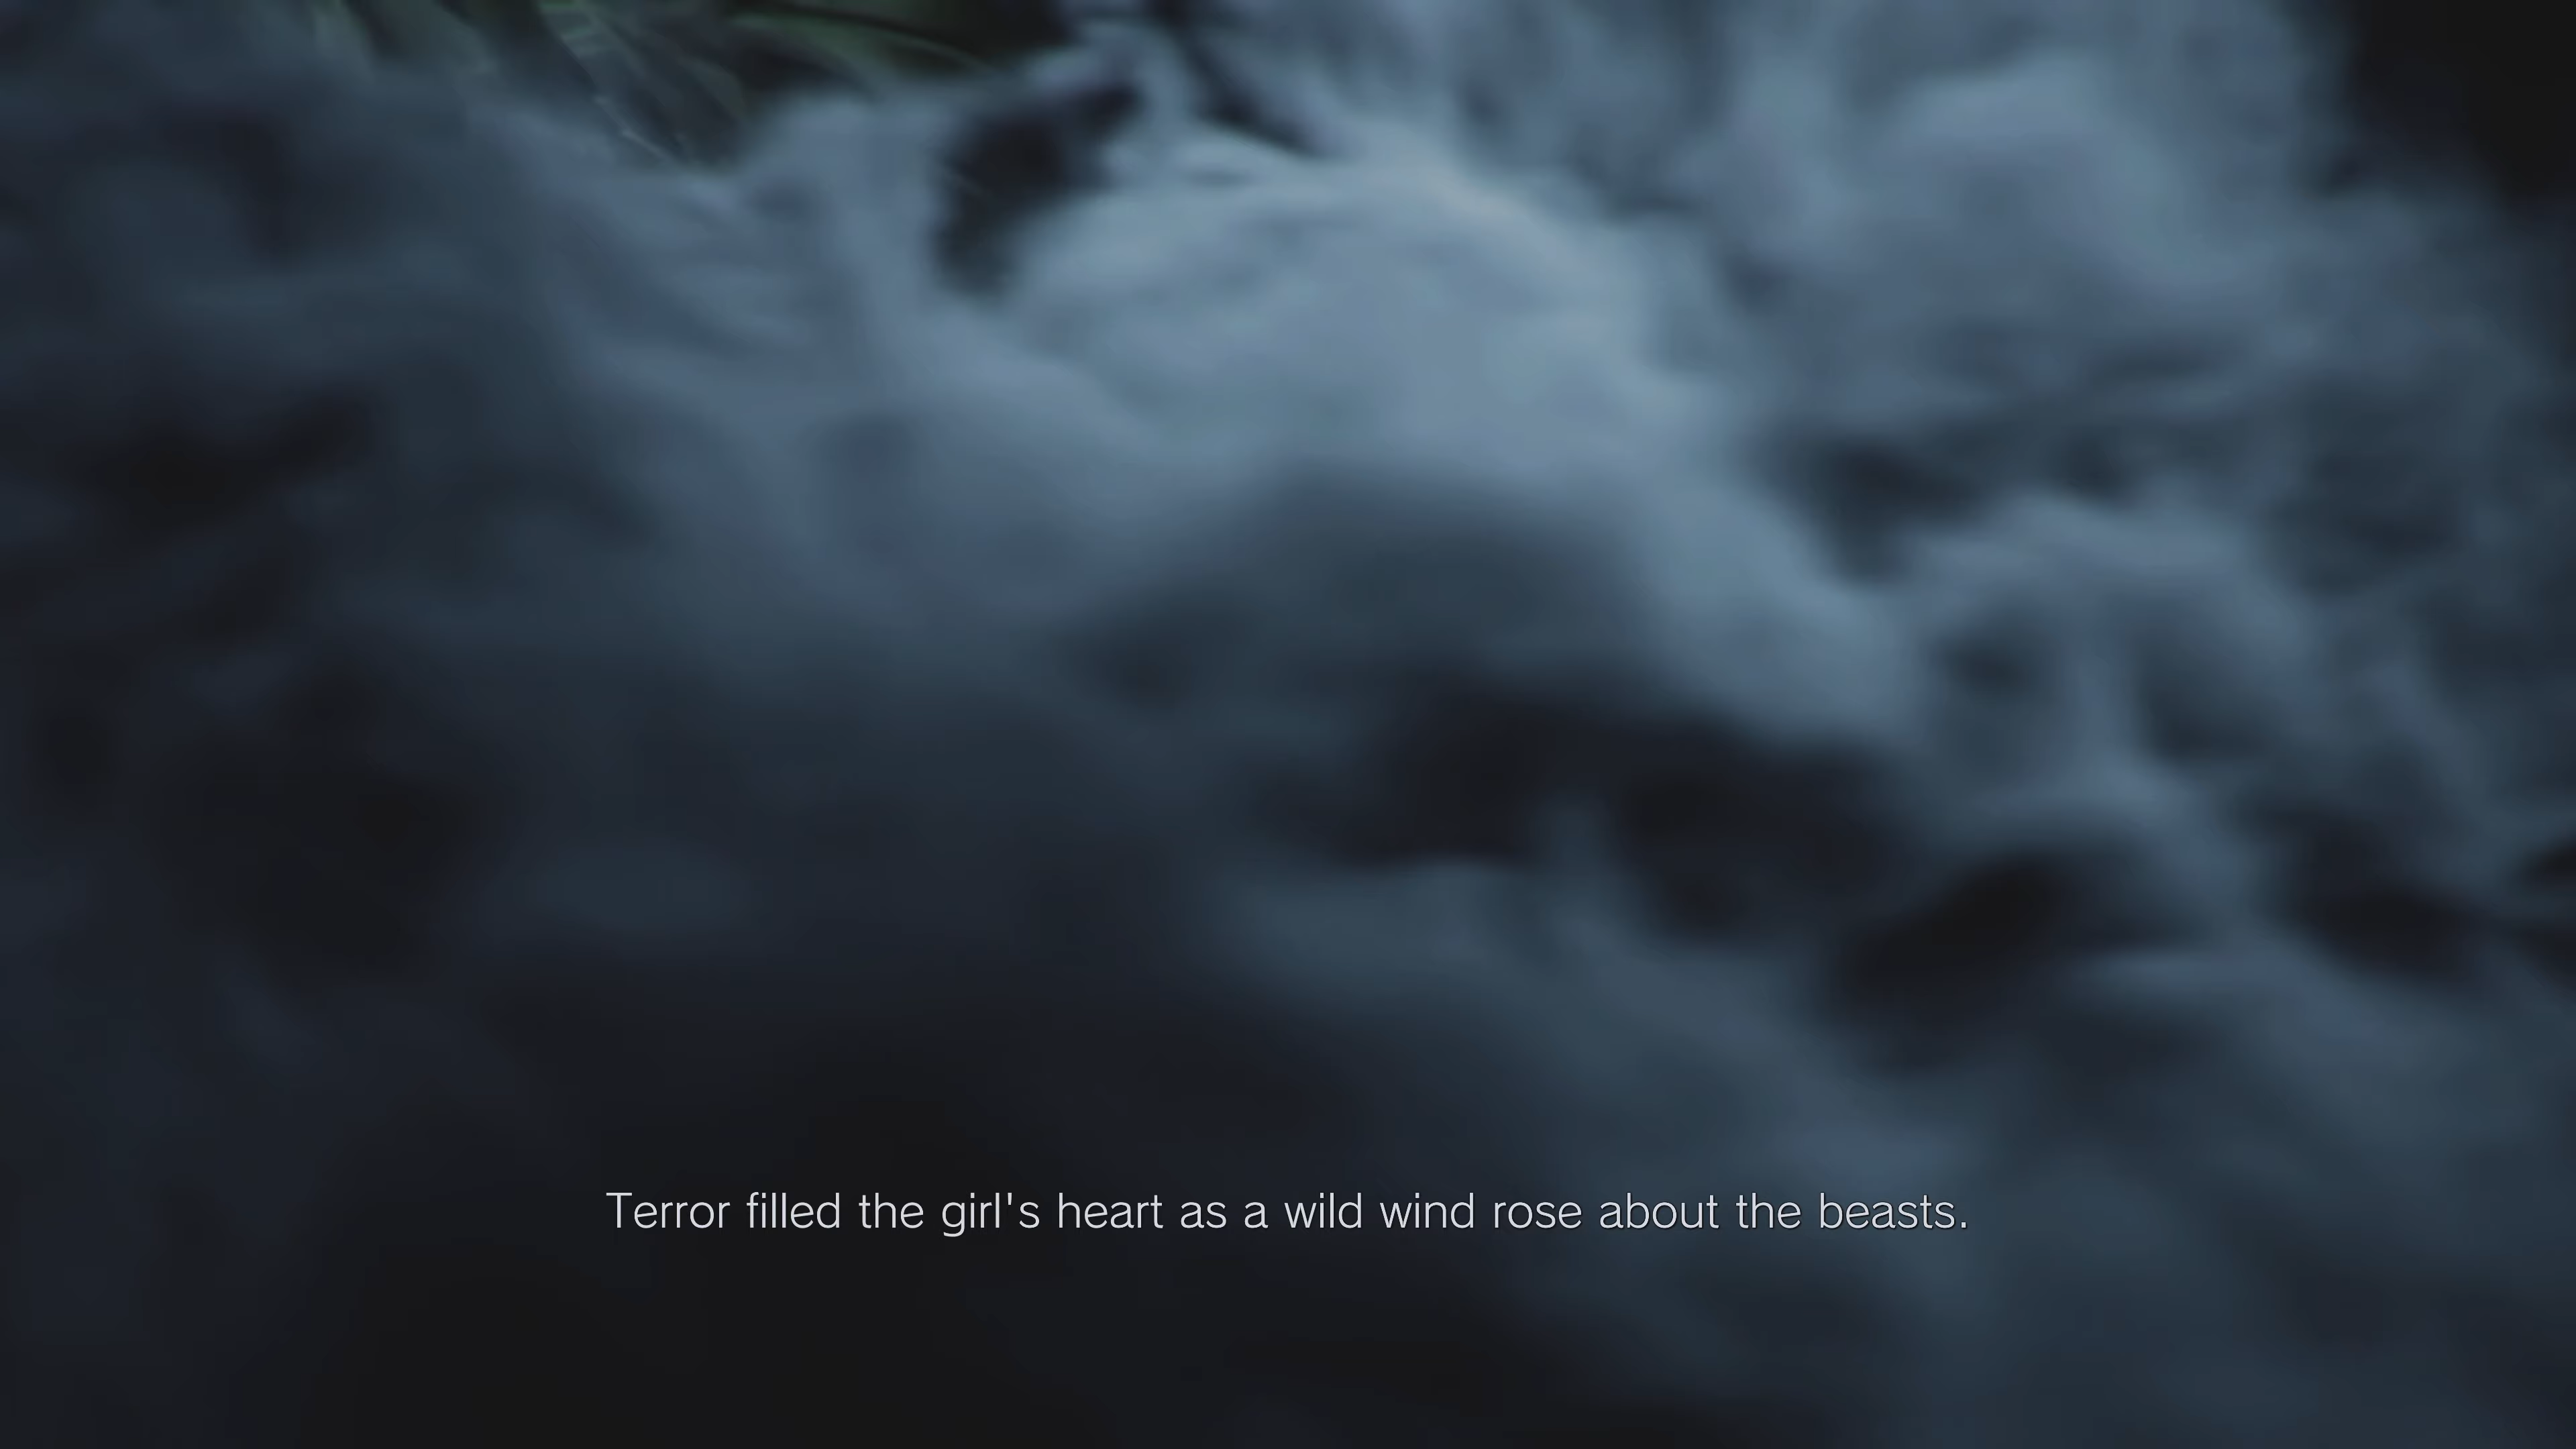 Terror filled the girl's heart as a wild wind rose about the beasts.